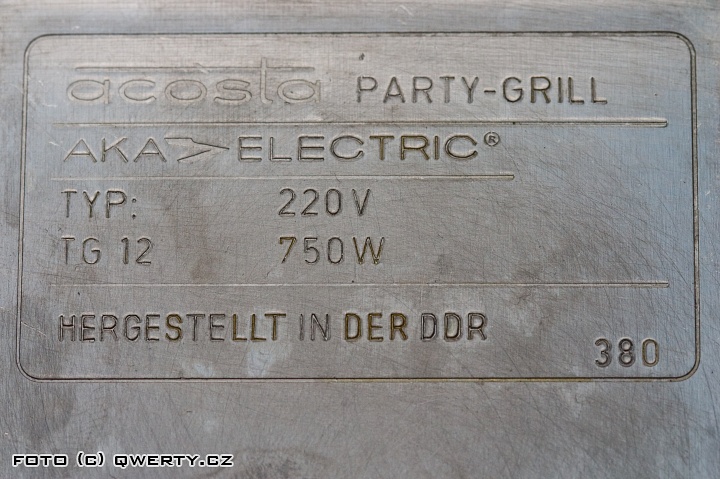 acosta PARTY-GRILL
AKA ELECTRIC®
TYP: 220V
TG 12 750W
HERGESTELLT IN DER DDR
380
FOTO (C) QWERTY.CZ